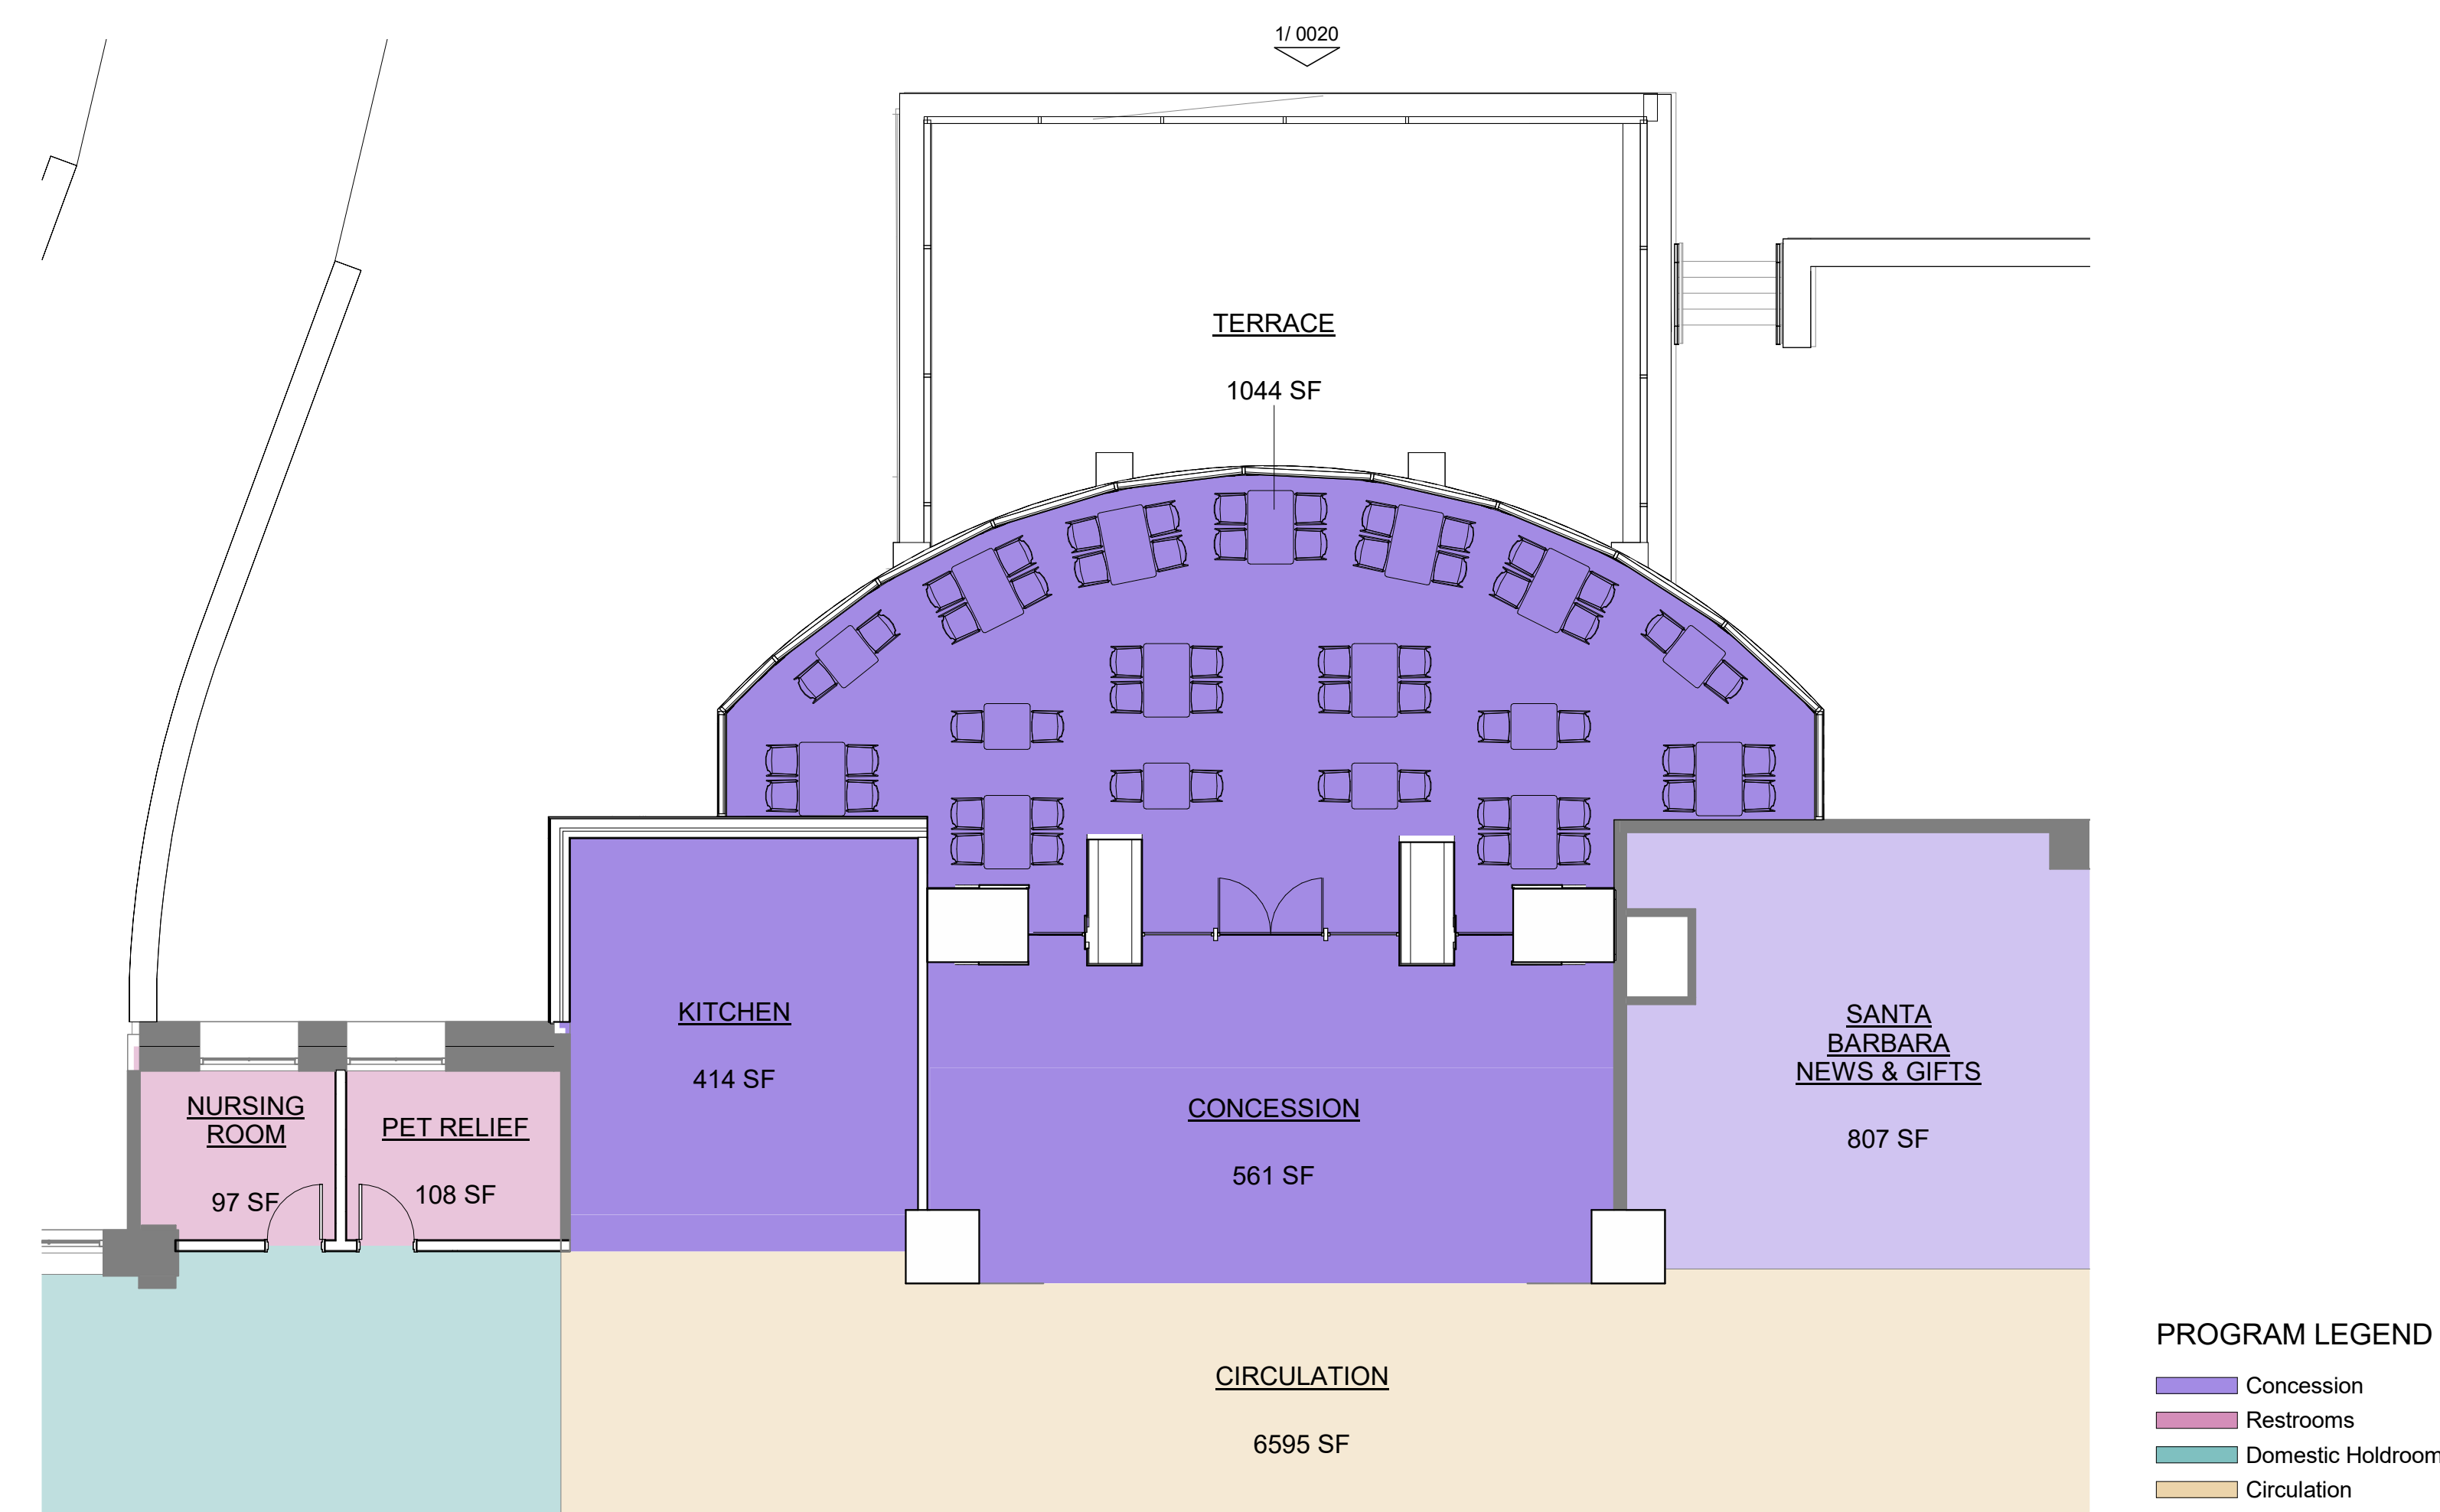 1/ 0020
TERRACE
1044 SF
KITCHEN
414 SF
NURSING
ROOM
97 SF
PET RELIEF
108 SF
CONCESSION
561 SF
SANTA
BARBARA
NEWS & GIFTS
807 SF
CIRCULATION
6595 SF
PROGRAM LEGEND
Concession
Restrooms
Domestic Holdroom
Circulation